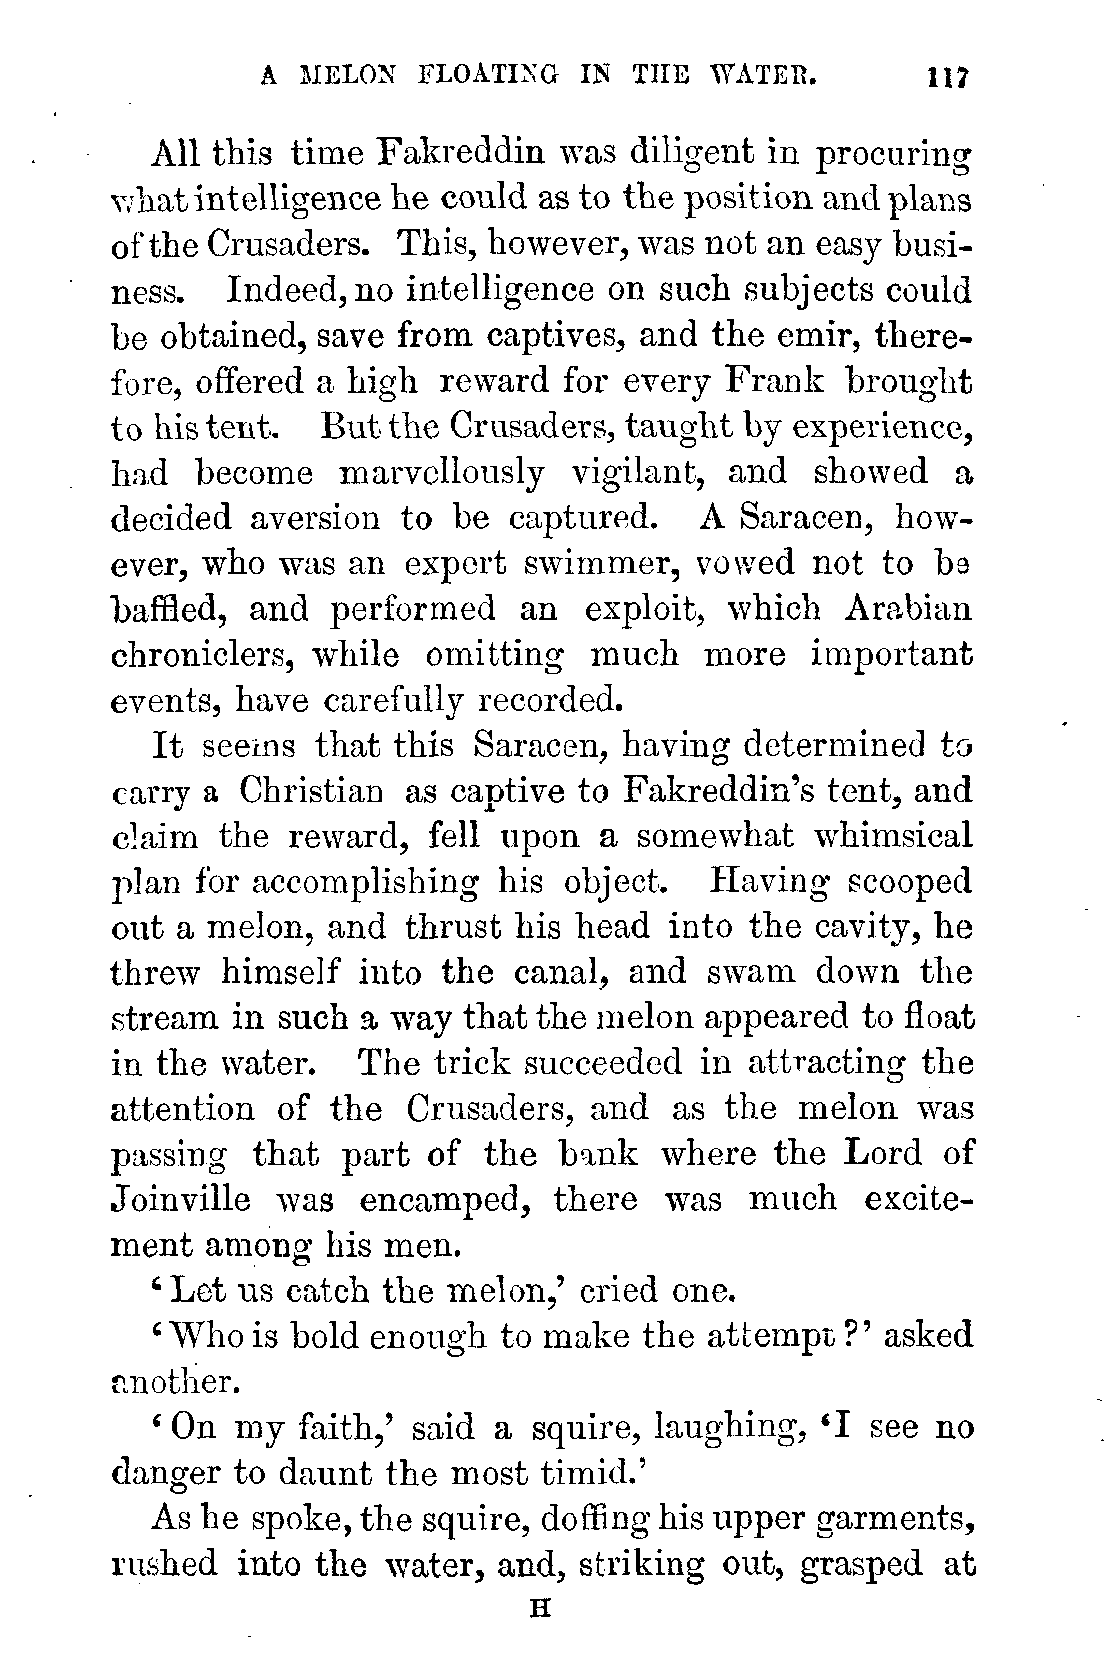 A MELON FLOATING IN THE WATER. 117
All this time Fakreddin was diligent in procuring
what intelligence he could as to the position and plans
of the Crusaders. This, however, was not an easy busi-
ness. Indeed, no intelligence on such subjects could
be obtained, save from captives, and the emir, there-
fore, offered a high reward for every Frank brought
to his tent. But the Crusaders, taught by experience,
had become marvellously vigilant, and showed a
decided aversion to be captured. A Saracen, how-
ever, who was an expert swimmer, vowed not to be
baffled, and performed an exploit, which Arabian
chroniclers, while omitting much more important
events, have carefully recorded.
It seems that this Saracen, having determined to
carry a Christian as captive to Fakreddin's tent, and
claim the reward, fell upon a somewhat whimsical
plan for accomplishing his object. Having scooped
out a melon, and thrust his head into the cavity, he
threw himself into the canal, and swam down the
stream in such a way that the melon appeared to float
in the water. The trick succeeded in attracting the
attention of the Crusaders, and as the melon was
passing that part of the bank where the Lord of
Joinville was encamped, there was much excite-
ment among his men.
‘Let us catch the melon,’ cried one.
‘Who is bold enough to make the attempt?’ asked
another.
‘On my faith,’ said a squire, laughing, ‘I see no
danger to daunt the most timid.’
As he spoke, the squire, doffing his upper garments,
rushed into the water, and, striking out, grasped at
H